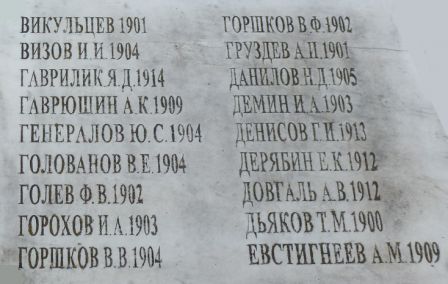 ВИКУЛЬЦЕВ 1901
ВИЗОВ И.И.1904
ГАВРИЛИК Я.Д.1914
ГАВРЮШИН А.К.1909
ГЕНЕРАЛОВ Ю.С.1904
ГОЛОВАНОВ В.Е.1904
ГОЛЕВ Ф.В.1902
ГОРОХОВ И.А.1903
ГОРШКОВ В.В.1904
ГОРШКОВ В.Ф.1902
ГРУЗДЕВ А.П.1901
ДАНИЛОВ Н.Д.1905
ДЕМИН И.А.1903
ДЕНИСОВ Г.И.1913
ДЕРЯБИН Е.К.1912
ДОВГАЛЬ А.В.1912
ДЬЯКОВ Т.М.1900
ЕВСТИГНЕЕВ А.М.1909